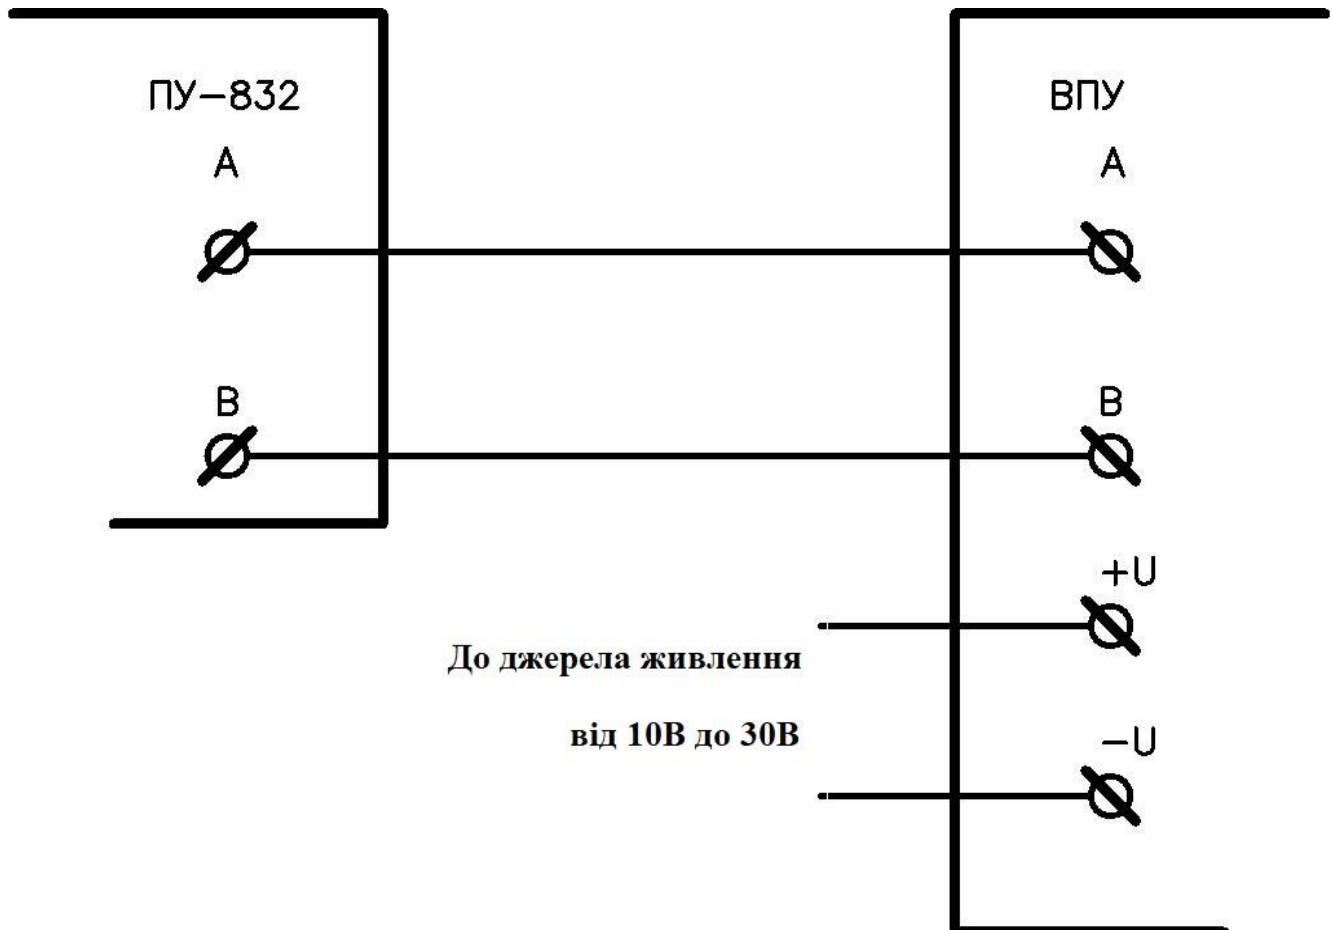 ПУ-832
ВПУ
А
А
В
В
+U
До джерела живлення
від 10В до 30В
-U